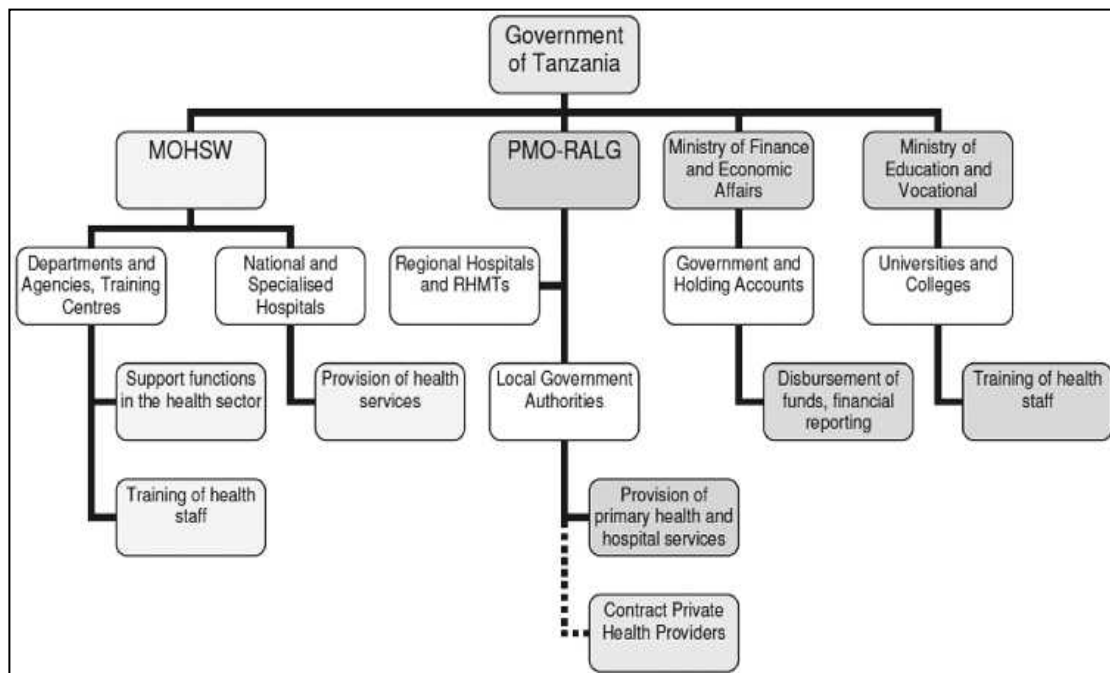 Government
of Tanzania
MOHSW
PMO-RALG
Ministry of Finance
and Economic
Affairs
Ministry of
Education and
Vocational
Departments and
Agencies, Training
Centres
National and
Specialised
Hospitals
Regional Hospitals
and RHMTs
Government and
Holding Accounts
Universities and
Colleges
Support functions
in the health sector
Provision of health
services
Local Government
Authorities
Disbursement of
funds, financial
reporting
Training of health
staff
Training of health
staff
Provision of
primary health and
hospital services
Contract Private
Health Providers